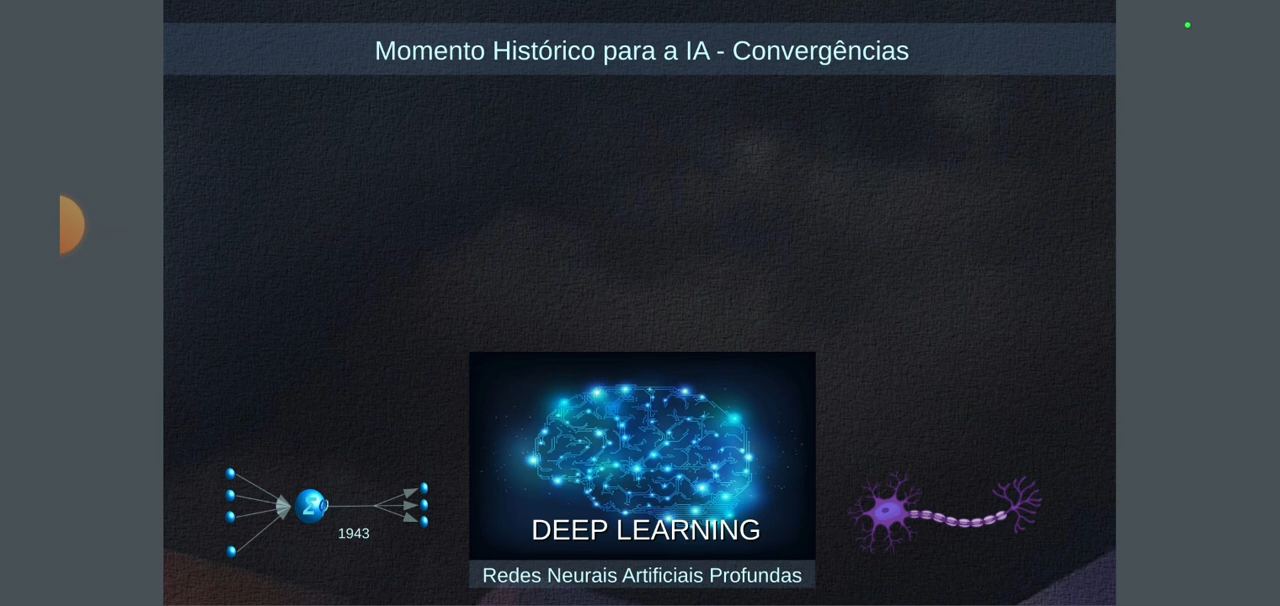 Momento Histórico para a IA - Convergências
1943
DEEP LEARNING
Redes Neurais Artificiais Profundas